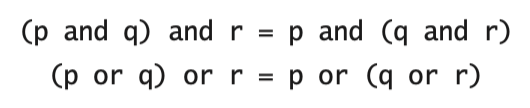 (p and q) and r = p and (q and r)
(p or q) or r = p or (q or r)